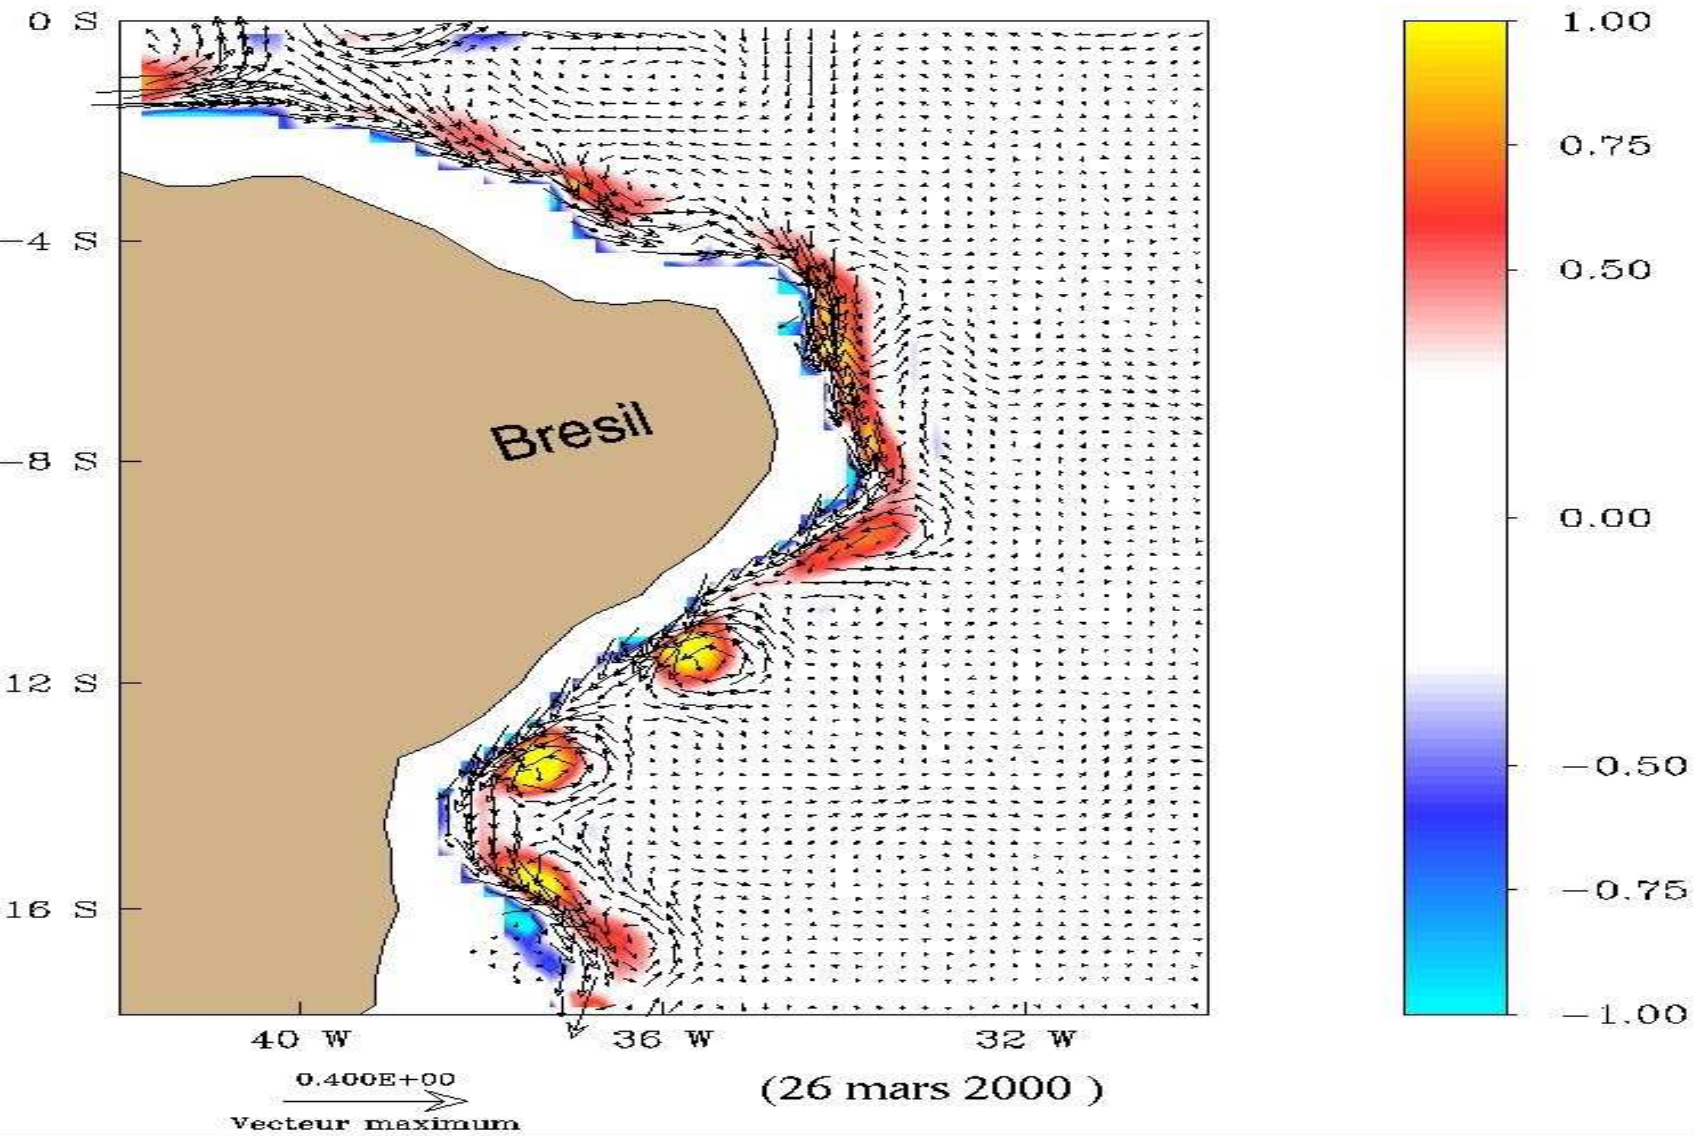 0 S
−4 S
−8 S
12 S
16 S
Bresil
40 W
36 W
32 W
0.400E+00
Vecteur maximum
(26 mars 2000 )
1.00
0.75
0.50
0.00
−0.50
−0.75
−1.00